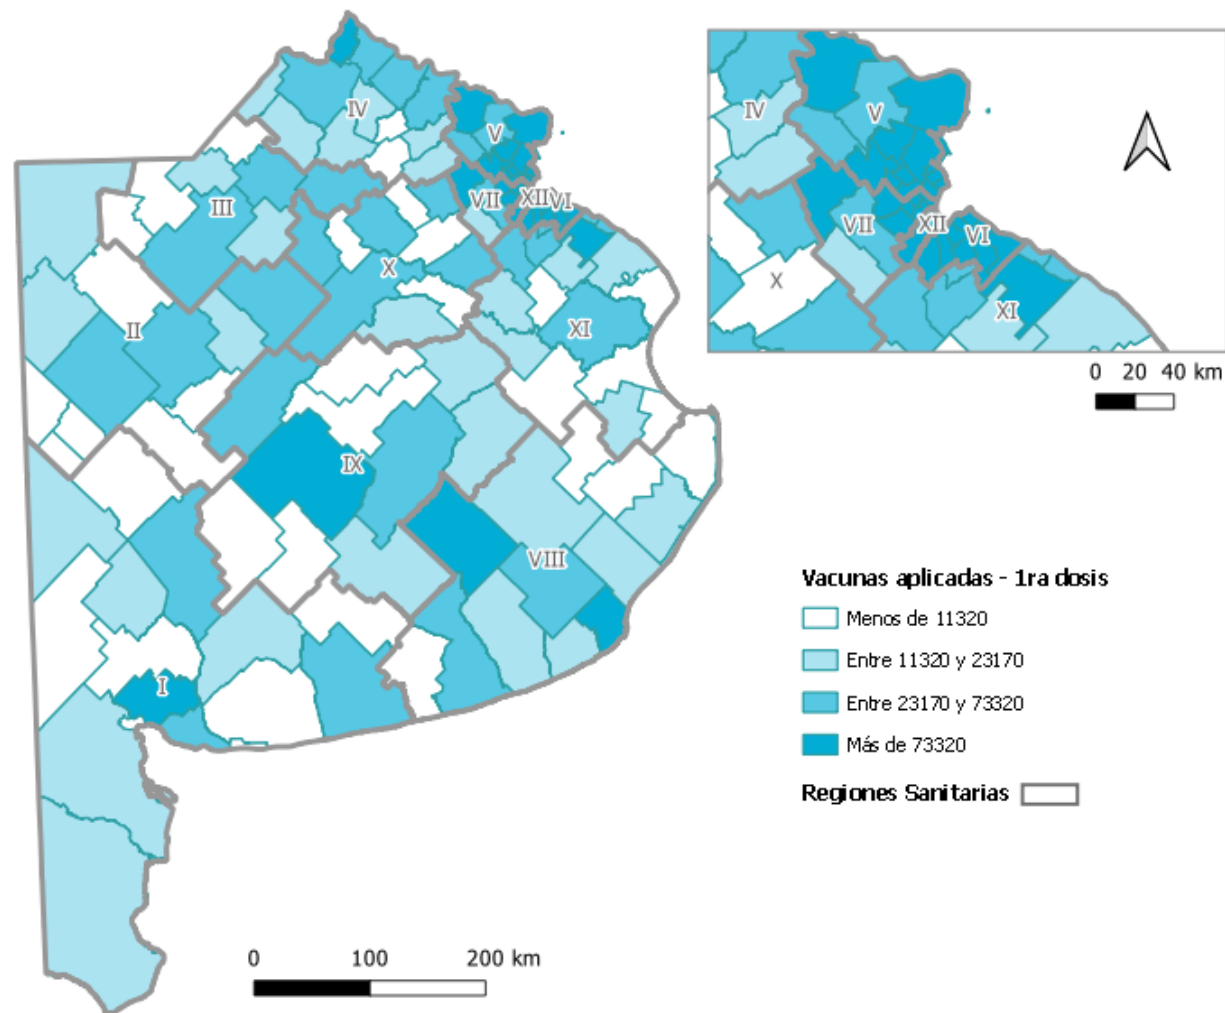 IV
V
VII
XII
VI
III
X
II
XI
IX
VIII
I
0 100 200 km
IV
V
VII
XII
VI
X
XI
0 20 40 km
Vacunas aplicadas - 1ra dosis
Menos de 11320
Entre 11320 y 23170
Entre 23170 y 73320
Más de 73320
Regiones Sanitarias